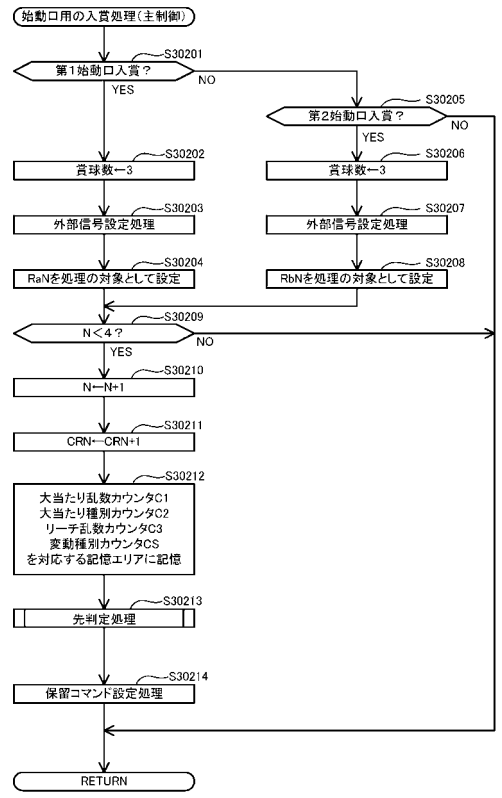 始動口用の入賞処理(主制御)
S30201
第1始動口入賞?
NO
YES
S30205
第2始動口入賞?
NO
YES
S30202
賞球数←3
S30206
賞球数←3
S30203
外部信号設定処理
S30207
外部信号設定処理
S30204
RaNを処理の対象として設定
S30208
RbNを処理の対象として設定
S30209
N<4?
NO
YES
S30210
N←N+1
S30211
CRN←CRN+1
S30212
大当たり乱数カウンタC1
大当たり種別カウンタC2
リーチ乱数カウンタC3
変動種別カウンタCS
を対応する記憶エリアに記憶
S30213
先判定処理
S30214
保留コマンド設定処理
RETURN